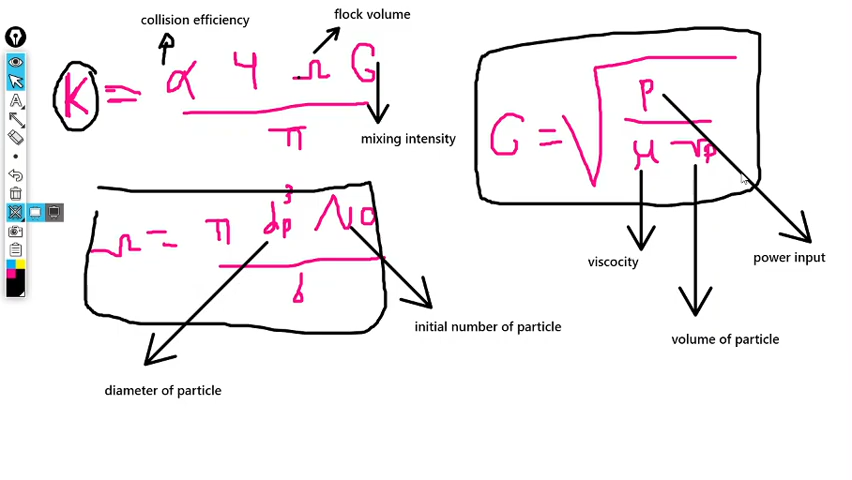 collision efficiency
flock volume
K = α 4 Ω G
π
mixing intensity
Ω = π dp³ No
6
initial number of particle
diameter of particle
G = √ P
μ √p
viscocity
power input
volume of particle
A